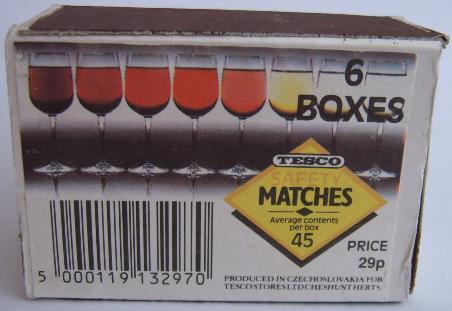 6
BOXES
TESCO
SAFETY
MATCHES
Average contents
per box
45
PRICE
29p
5 000119 132970
PRODUCED IN CZECHOSLOVAKIA FOR
TESCO STORES LTD CHESHUNT HERTS.